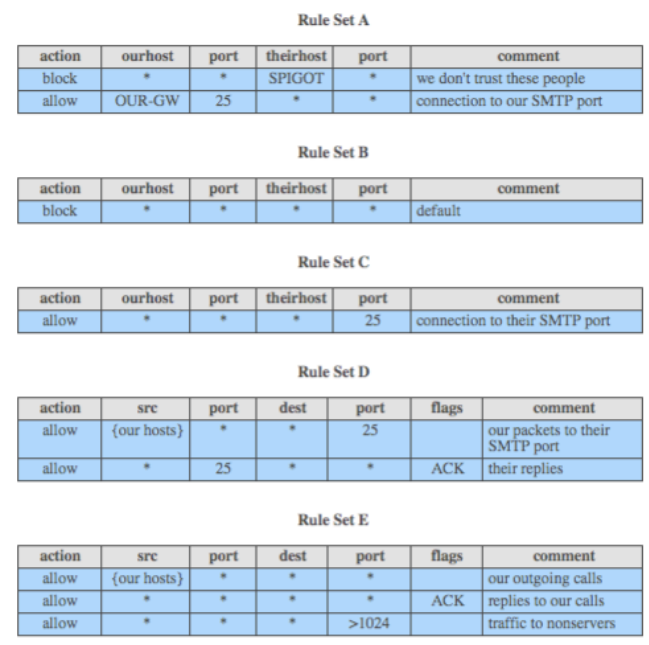 Rule Set A
action ourhost port theirhost port comment
block * * SPIGOT * we don't trust these people
allow OUR-GW 25 * * connection to our SMTP port
Rule Set B
action ourhost port theirhost port comment
block * * * * default
Rule Set C
action ourhost port theirhost port comment
allow * * * 25 connection to their SMTP port
Rule Set D
action src port dest port flags comment
allow {our hosts} * * 25 our packets to their
SMTP port
allow * 25 * * ACK their replies
Rule Set E
action src port dest port flags comment
allow {our hosts} * * * our outgoing calls
allow * * * * ACK replies to our calls
allow * * * >1024 traffic to nonservers